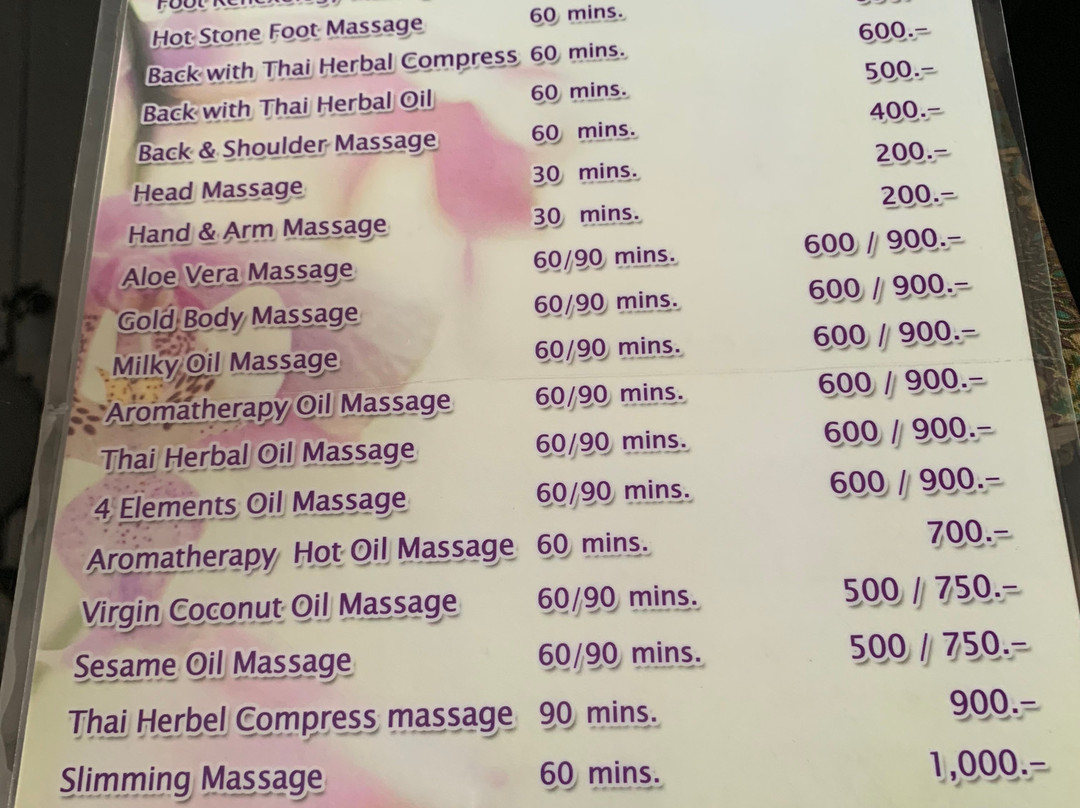 Hot Stone Foot Massage 60 mins.
Back with Thai Herbal Compress 60 mins. 600.–
Back with Thai Herbal Oil 60 mins. 500.–
Back & Shoulder Massage 60 mins. 400.–
Head Massage 30 mins. 200.–
Hand & Arm Massage 30 mins. 200.–
Aloe Vera Massage 60/90 mins. 600 / 900.–
Gold Body Massage 60/90 mins. 600 / 900.–
Milky Oil Massage 60/90 mins. 600 / 900.–
Aromatherapy Oil Massage 60/90 mins. 600 / 900.–
Thai Herbal Oil Massage 60/90 mins. 600 / 900.–
4 Elements Oil Massage 60/90 mins. 600 / 900.–
Aromatherapy Hot Oil Massage 60 mins. 700.–
Virgin Coconut Oil Massage 60/90 mins. 500 / 750.–
Sesame Oil Massage 60/90 mins. 500 / 750.–
Thai Herbel Compress massage 90 mins. 900.–
Slimming Massage 60 mins. 1,000.–